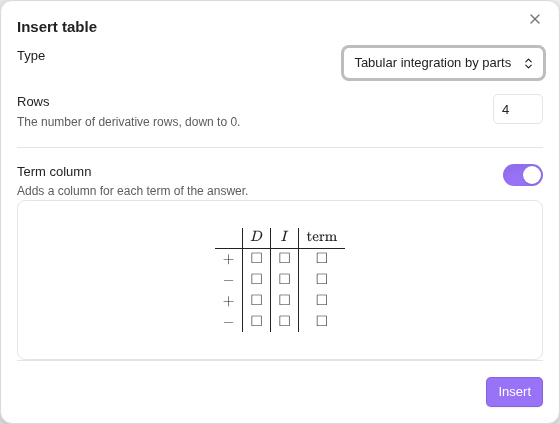 Insert table
Type
Tabular integration by parts
Rows
The number of derivative rows, down to 0.
4
Term column
Adds a column for each term of the answer.
D I term
+ □ □ □
− □ □ □
+ □ □ □
− □ □ □
Insert